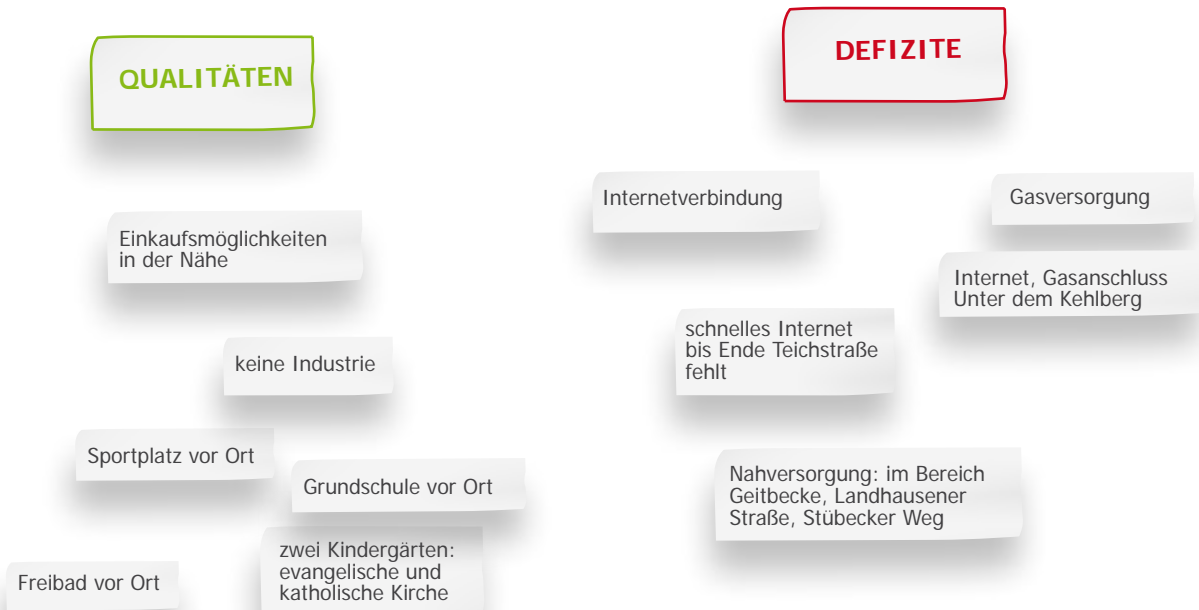 QUALITÄTEN
Einkaufsmöglichkeiten
in der Nähe
keine Industrie
Sportplatz vor Ort
Grundschule vor Ort
zwei Kindergärten:
evangelische und
katholische Kirche
Freibad vor Ort
DEFIZITE
Internetverbindung
Gasversorgung
Internet, Gasanschluss
Unter dem Kehlberg
schnelles Internet
bis Ende Teichstraße
fehlt
Nahversorgung: im Bereich
Geitbecke, Landhausener
Straße, Stübecker Weg